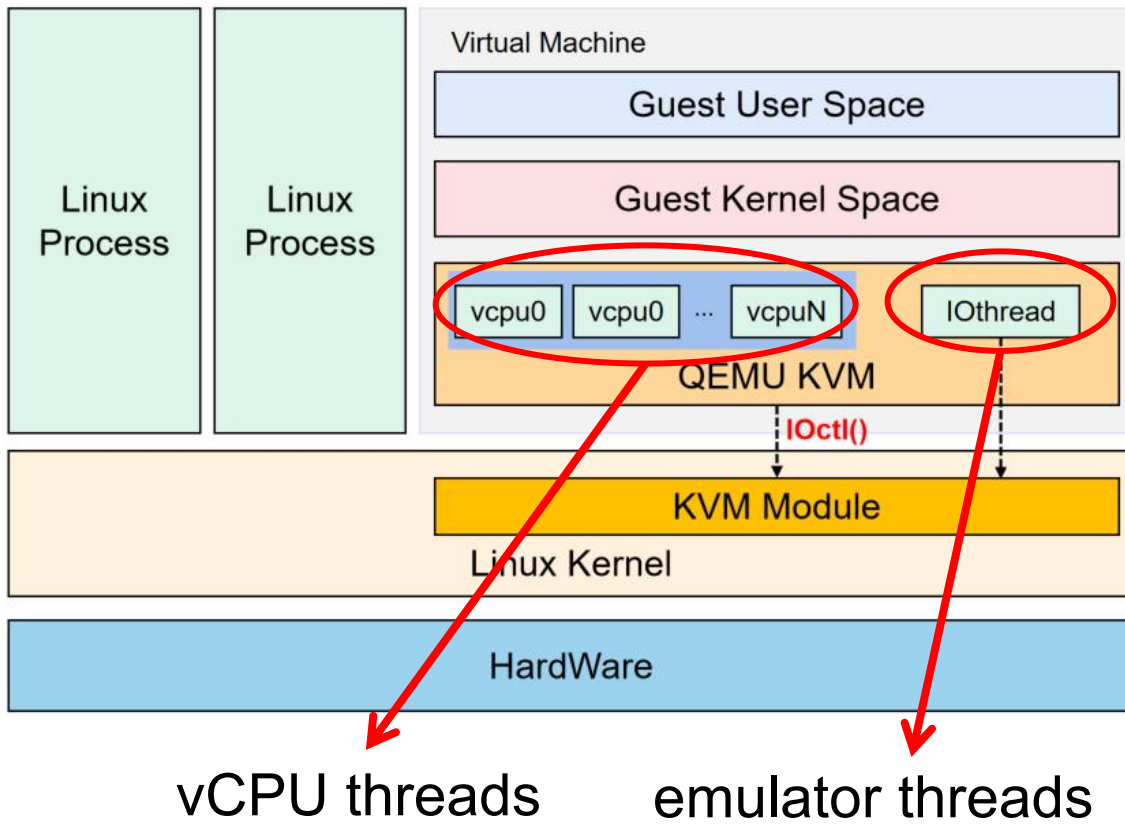 Virtual Machine
Guest User Space
Guest Kernel Space
Linux
Process
Linux
Process
vcpu0 vcpu0 ... vcpuN IOthread
QEMU KVM
IOctl()
KVM Module
Linux Kernel
HardWare
vCPU threads emulator threads